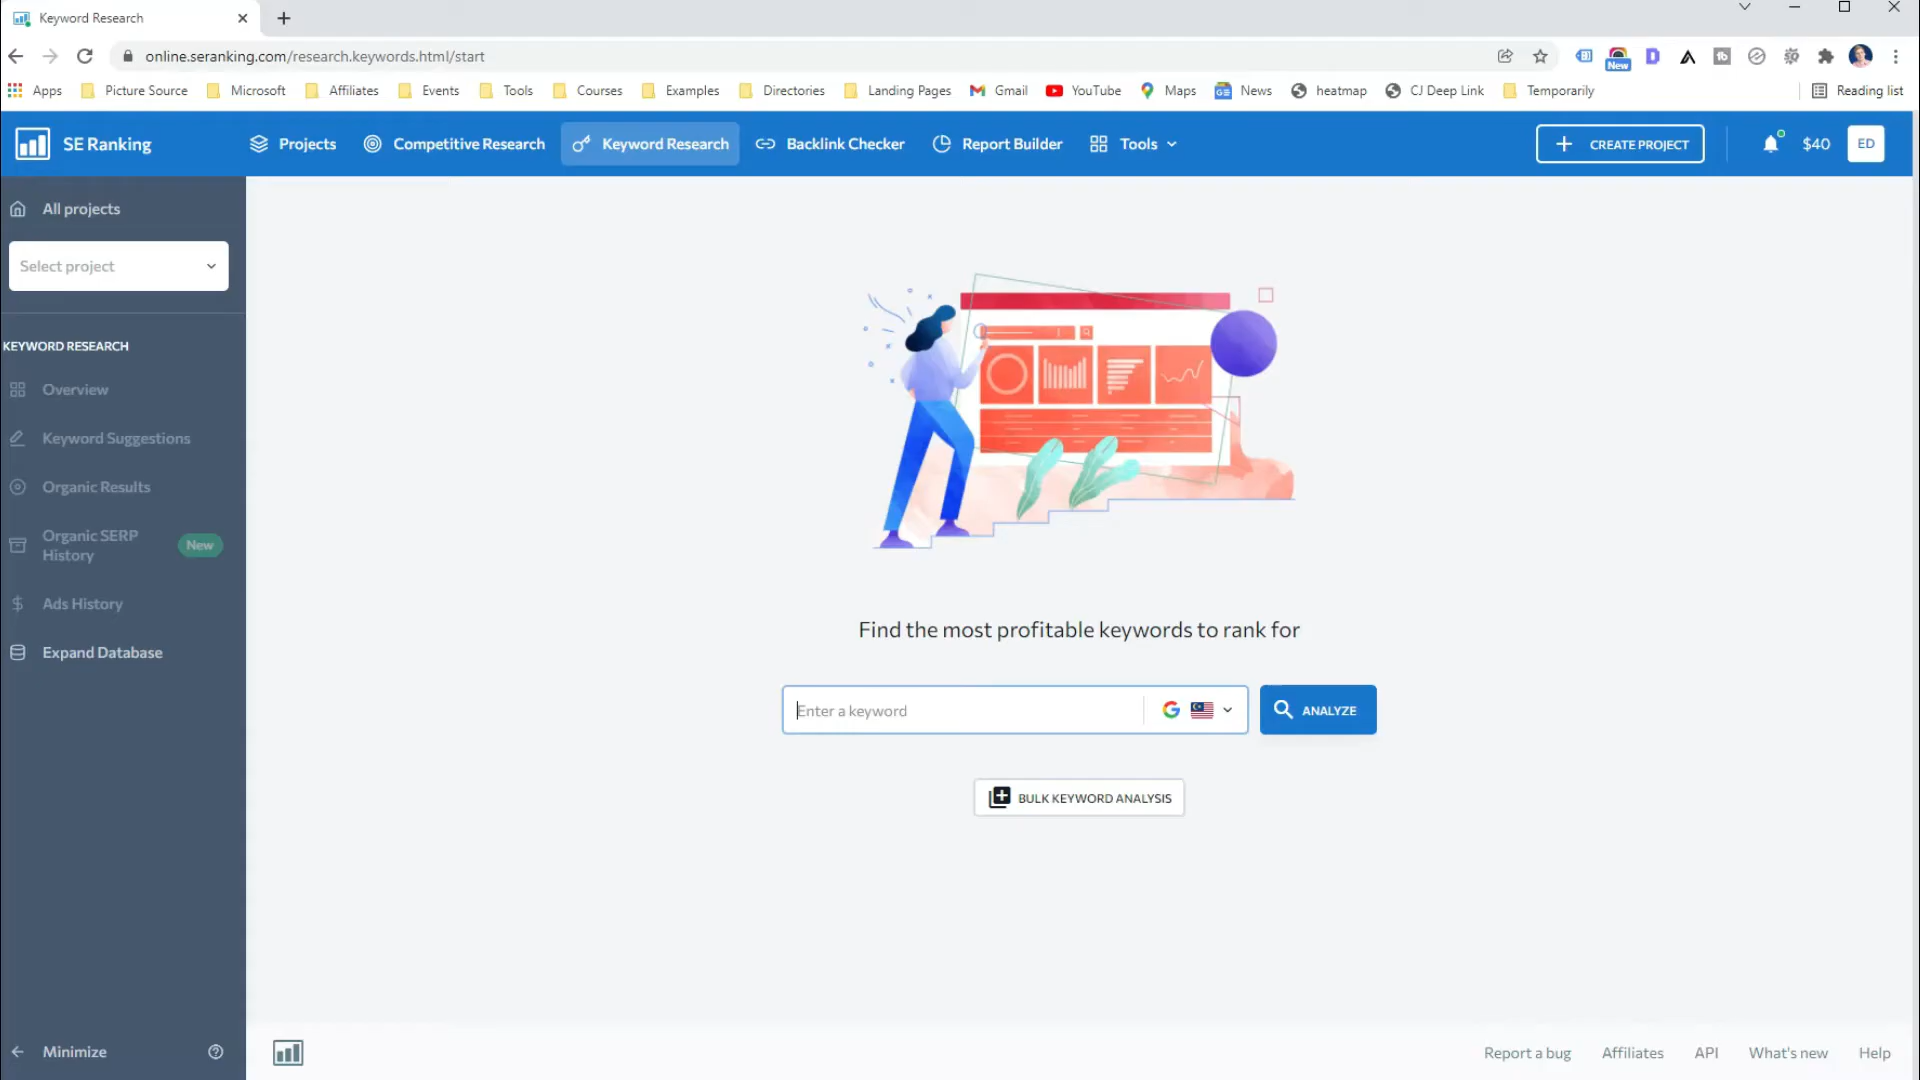 Keyword Research
online.seranking.com/research.keywords.html/start
New
Apps Picture Source Microsoft Affiliates Events Tools Courses Examples Directories Landing Pages Gmail YouTube Maps News heatmap CJ Deep Link Temporarily Reading list
SE Ranking Projects Competitive Research Keyword Research Backlink Checker Report Builder Tools CREATE PROJECT $40 ED
All projects
Select project
KEYWORD RESEARCH
Overview
Keyword Suggestions
Organic Results
Organic SERP
History
New
Ads History
Expand Database
Find the most profitable keywords to rank for
Enter a keyword
ANALYZE
BULK KEYWORD ANALYSIS
Minimize
Report a bug Affiliates API What's new Help